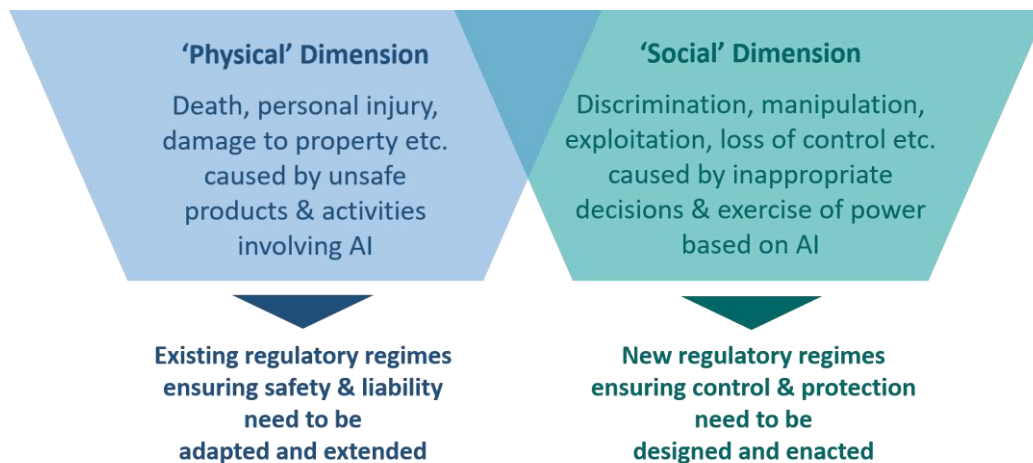 ‘Physical’ Dimension
Death, personal injury,
damage to property etc.
caused by unsafe
products & activities
involving AI
Existing regulatory regimes
ensuring safety & liability
need to be
adapted and extended
‘Social’ Dimension
Discrimination, manipulation,
exploitation, loss of control etc.
caused by inappropriate
decisions & exercise of power
based on AI
New regulatory regimes
ensuring control & protection
need to be
designed and enacted